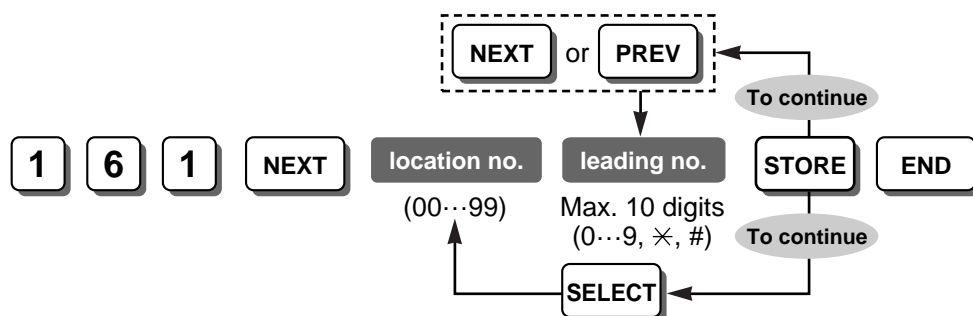 NEXT or PREV
To continue
1 6 1 NEXT location no. leading no. STORE END
(00···99) Max. 10 digits
(0···9, ✳, #) To continue
SELECT